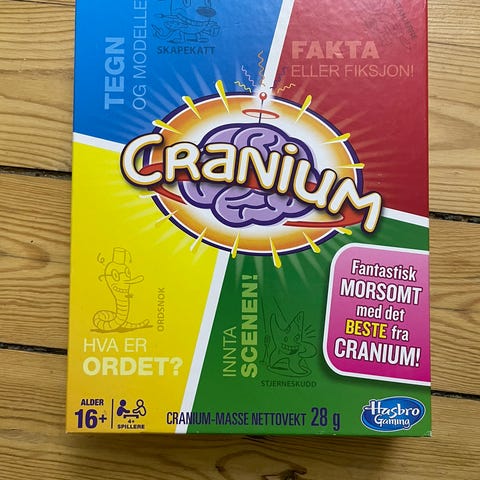 TEGN
OG MODELLER
SKAPEKATT
FAKTA
ELLER FIKSJON!
CRANIUM
Fantastisk
MORSOMT
med det
BESTE fra
CRANIUM!
ORDSNOK
HVA ER
ORDET?
INNTA
SCENEN!
STJERNESKUDD
ALDER
16+
4+
SPILLERE
CRANIUM-MASSE NETTOVEKT 28 g
Hasbro
Gaming